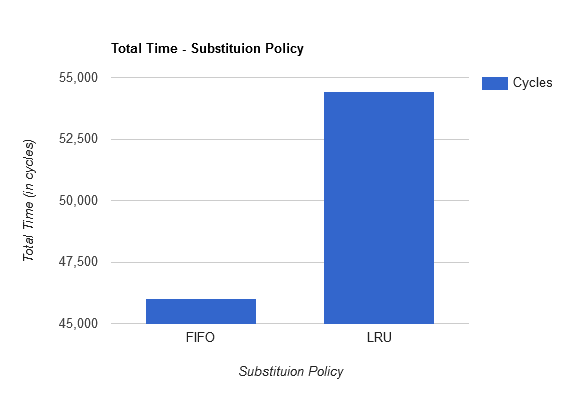 Total Time - Substituion Policy
55,000
52,500
50,000
47,500
45,000
Total Time (in cycles)
FIFO
LRU
Substituion Policy
Cycles